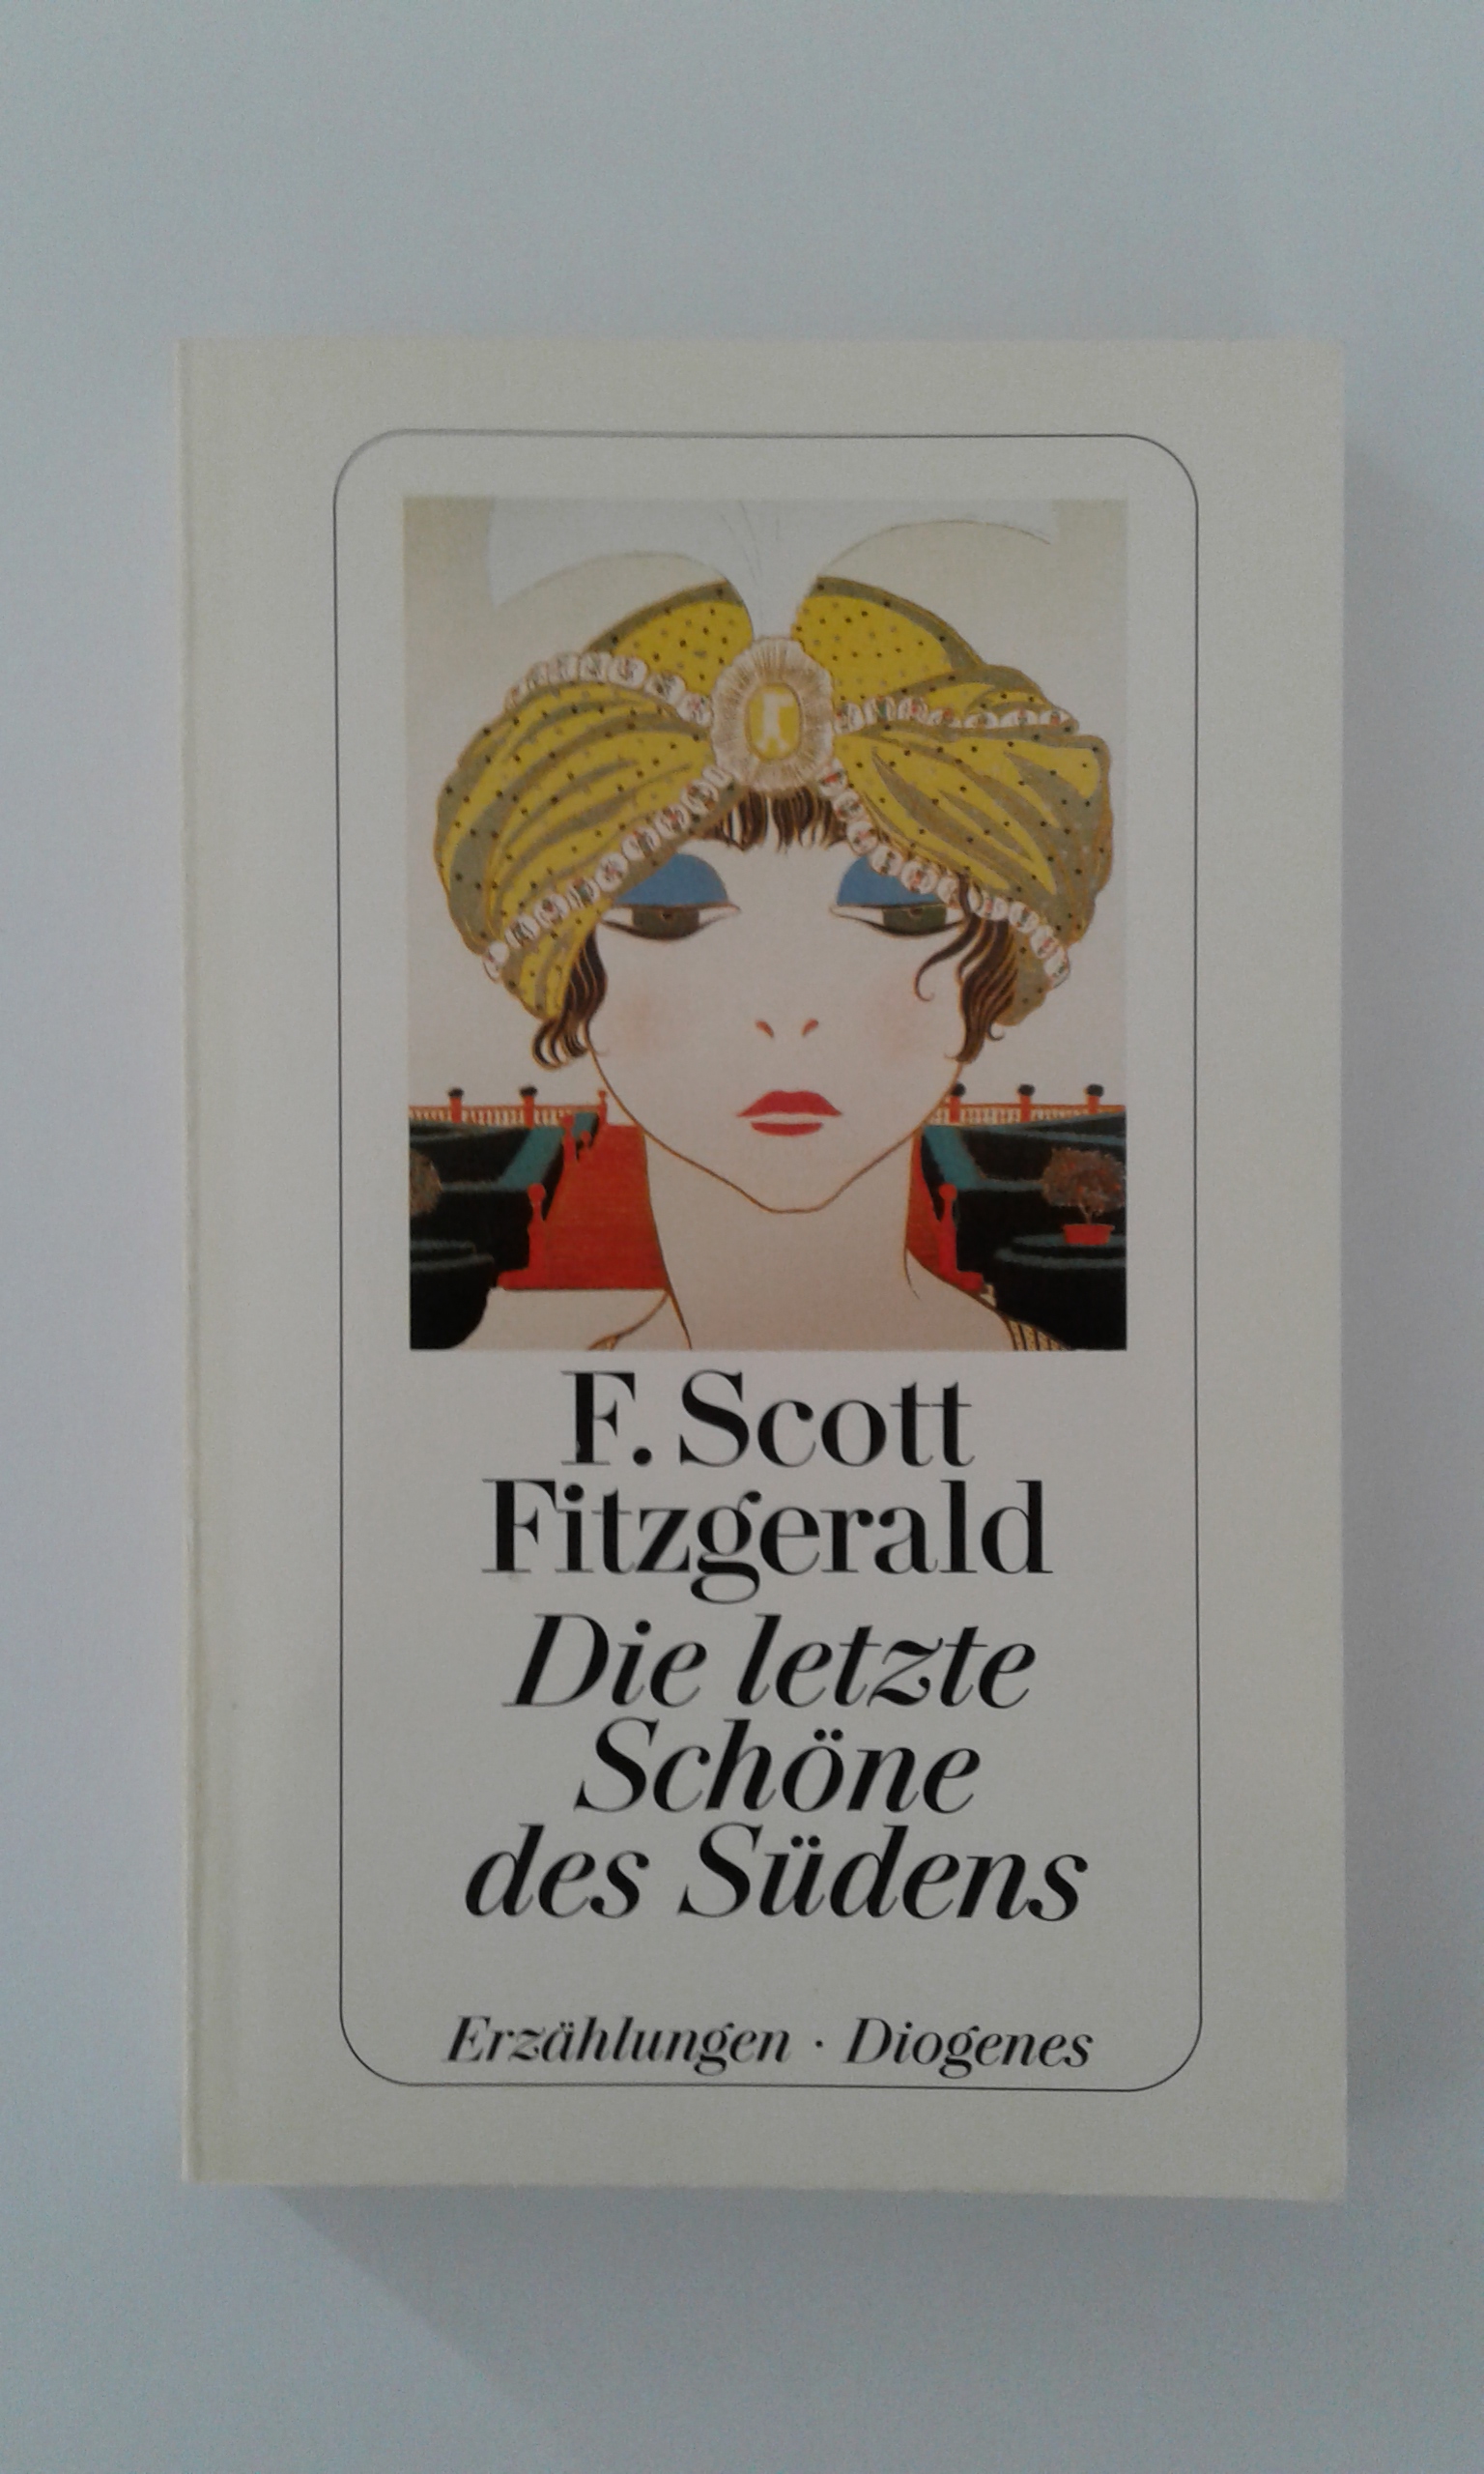 F. Scott
Fitzgerald
Die letzte
Schöne
des Südens
Erzählungen · Diogenes